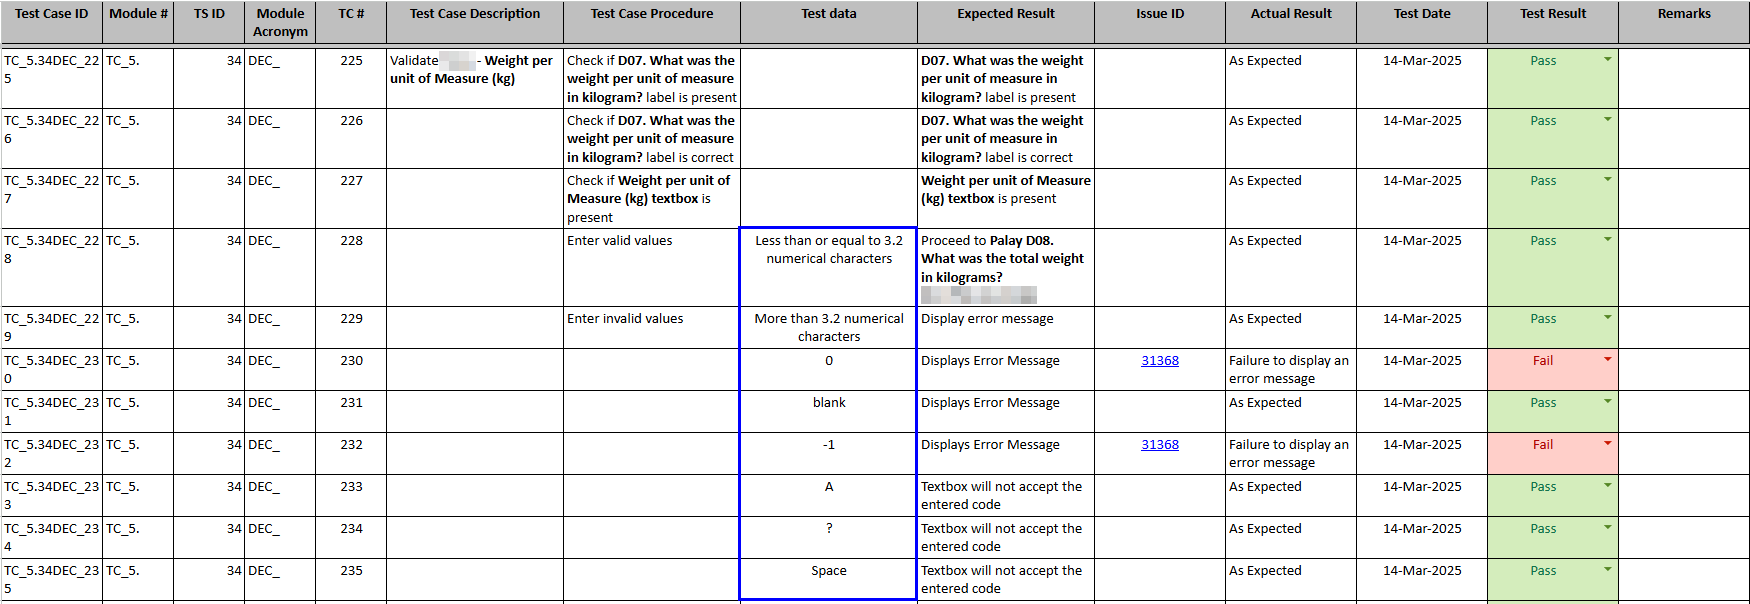 Test Case ID Module # TS ID Module Acronym TC # Test Case Description Test Case Procedure Test data Expected Result Issue ID Actual Result Test Date Test Result Remarks
TC_5.34DEC_225 TC_5. 34 DEC_ 225 Validate - Weight per unit of Measure (kg) Check if D07. What was the weight per unit of measure in kilogram? label is present D07. What was the weight per unit of measure in kilogram? label is present As Expected 14-Mar-2025 Pass
TC_5.34DEC_226 TC_5. 34 DEC_ 226 Check if D07. What was the weight per unit of measure in kilogram? label is correct D07. What was the weight per unit of measure in kilogram? label is correct As Expected 14-Mar-2025 Pass
TC_5.34DEC_227 TC_5. 34 DEC_ 227 Check if Weight per unit of Measure (kg) textbox is present Weight per unit of Measure (kg) textbox is present As Expected 14-Mar-2025 Pass
TC_5.34DEC_228 TC_5. 34 DEC_ 228 Enter valid values Less than or equal to 3.2 numerical characters Proceed to Palay D08. What was the total weight in kilograms? As Expected 14-Mar-2025 Pass
TC_5.34DEC_229 TC_5. 34 DEC_ 229 Enter invalid values More than 3.2 numerical characters Display error message As Expected 14-Mar-2025 Pass
TC_5.34DEC_230 TC_5. 34 DEC_ 230 0 Displays Error Message 31368 Failure to display an error message 14-Mar-2025 Fail
TC_5.34DEC_231 TC_5. 34 DEC_ 231 blank Displays Error Message As Expected 14-Mar-2025 Pass
TC_5.34DEC_232 TC_5. 34 DEC_ 232 -1 Displays Error Message 31368 Failure to display an error message 14-Mar-2025 Fail
TC_5.34DEC_233 TC_5. 34 DEC_ 233 A Textbox will not accept the entered code As Expected 14-Mar-2025 Pass
TC_5.34DEC_234 TC_5. 34 DEC_ 234 ? Textbox will not accept the entered code As Expected 14-Mar-2025 Pass
TC_5.34DEC_235 TC_5. 34 DEC_ 235 Space Textbox will not accept the entered code As Expected 14-Mar-2025 Pass